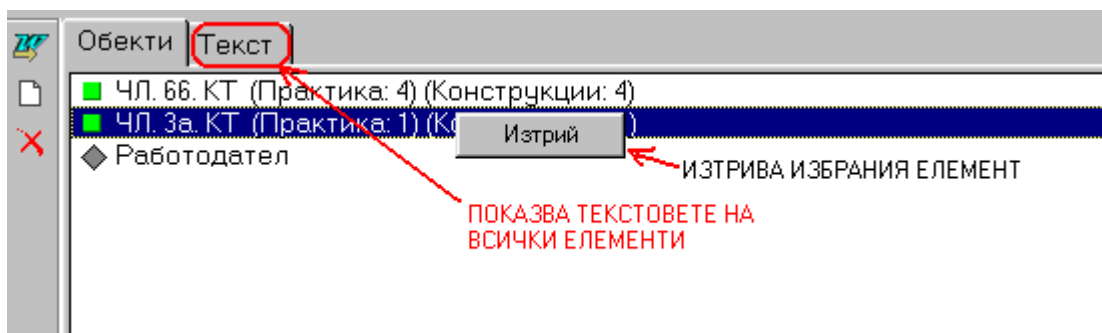 Обекти Текст
ЧЛ. 66. КТ (Практика: 4) (Конструкции: 4)
ЧЛ. 3а. КТ (Практика: 1) (Ко )
Изтрий
Работодател
ИЗТРИВА ИЗБРАНИЯ ЕЛЕМЕНТ
ПОКАЗВА ТЕКСТОВЕТЕ НА
ВСИЧКИ ЕЛЕМЕНТИ